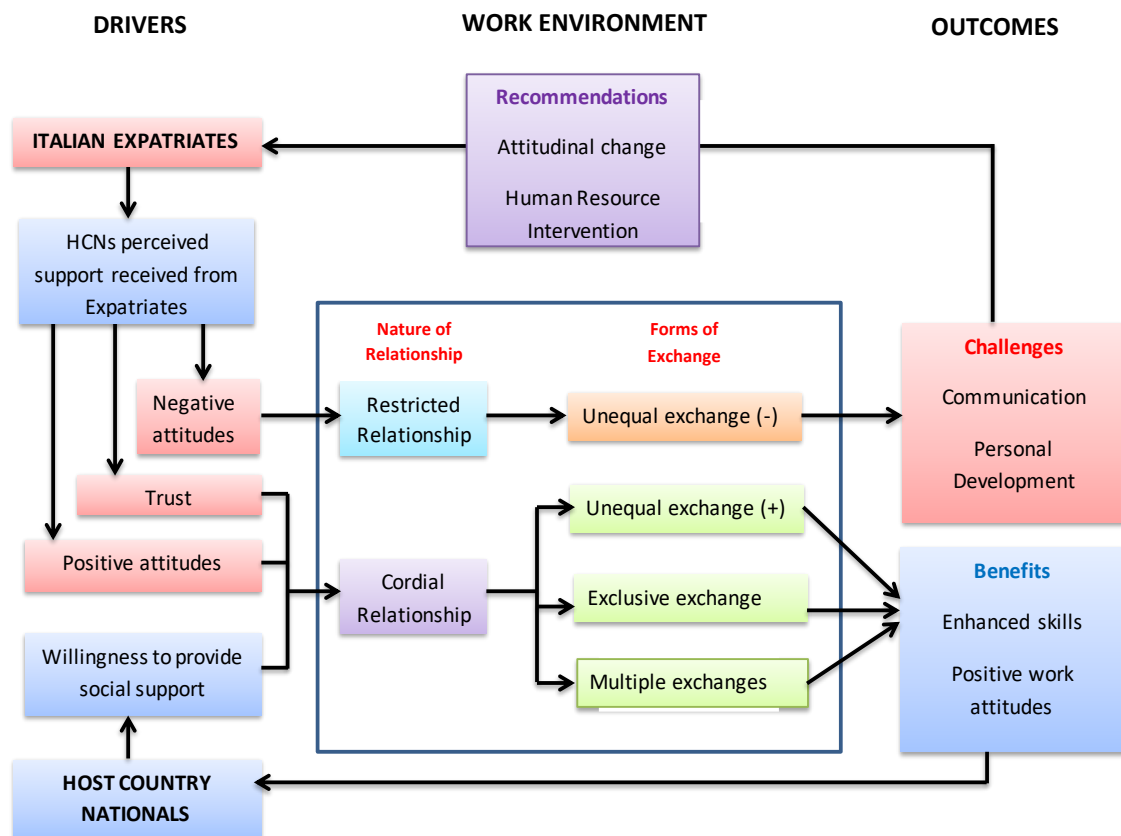 DRIVERS
WORK ENVIRONMENT
OUTCOMES
Recommendations
Attitudinal change
Human Resource
Intervention
ITALIAN EXPATRIATES
HCNs perceived
support received from
Expatriates
Nature of
Relationship
Forms of
Exchange
Negative
attitudes
Restricted
Relationship
Unequal exchange (-)
Challenges
Communication
Personal
Development
Trust
Positive attitudes
Willingness to provide
social support
Cordial
Relationship
Unequal exchange (+)
Exclusive exchange
Multiple exchanges
Benefits
Enhanced skills
Positive work
attitudes
HOST COUNTRY
NATIONALS